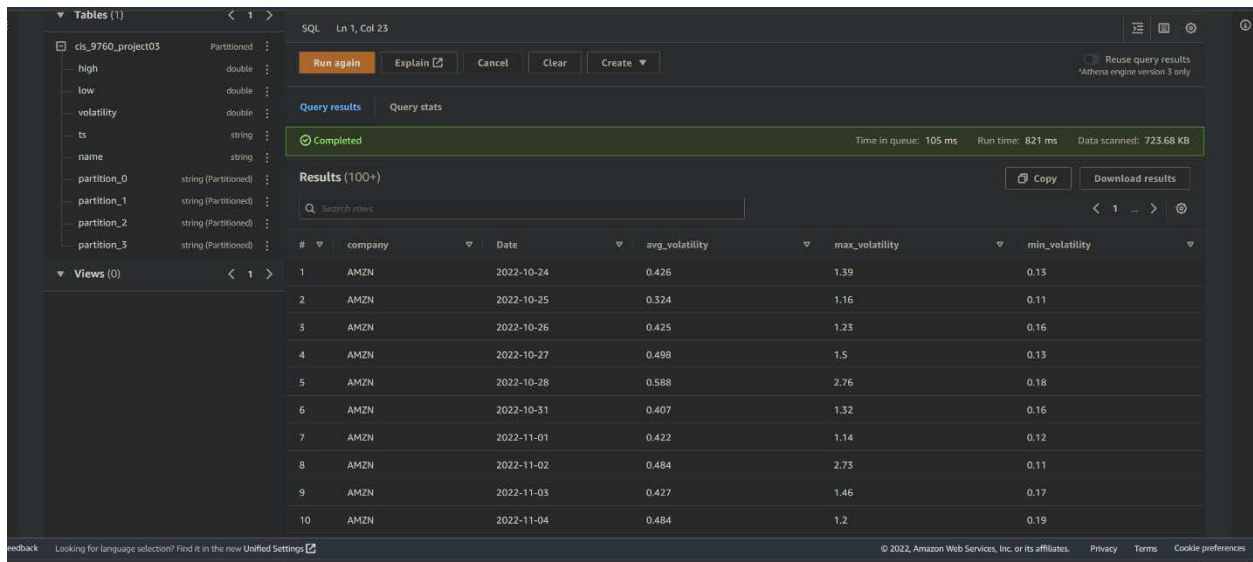 Tables (1) < 1 >
cis_9760_project03 Partitioned
high double
low double
volatility double
ts string
name string
partition_0 string (Partitioned)
partition_1 string (Partitioned)
partition_2 string (Partitioned)
partition_3 string (Partitioned)
Views (0) < 1 >
SQL Ln 1, Col 23
Run again Explain Cancel Clear Create
Reuse query results
*Athena engine version 3 only
Query results Query stats
Completed Time in queue: 105 ms Run time: 821 ms Data scanned: 723.68 KB
Results (100+) Copy Download results
Search rows < 1 ... >
# company Date avg_volatility max_volatility min_volatility
1 AMZN 2022-10-24 0.426 1.39 0.13
2 AMZN 2022-10-25 0.324 1.16 0.11
3 AMZN 2022-10-26 0.425 1.23 0.16
4 AMZN 2022-10-27 0.498 1.5 0.13
5 AMZN 2022-10-28 0.588 2.76 0.18
6 AMZN 2022-10-31 0.407 1.32 0.16
7 AMZN 2022-11-01 0.422 1.14 0.12
8 AMZN 2022-11-02 0.484 2.73 0.11
9 AMZN 2022-11-03 0.427 1.46 0.17
10 AMZN 2022-11-04 0.484 1.2 0.19
eedback Looking for language selection? Find it in the new Unified Settings © 2022, Amazon Web Services, Inc. or its affiliates. Privacy Terms Cookie preferences